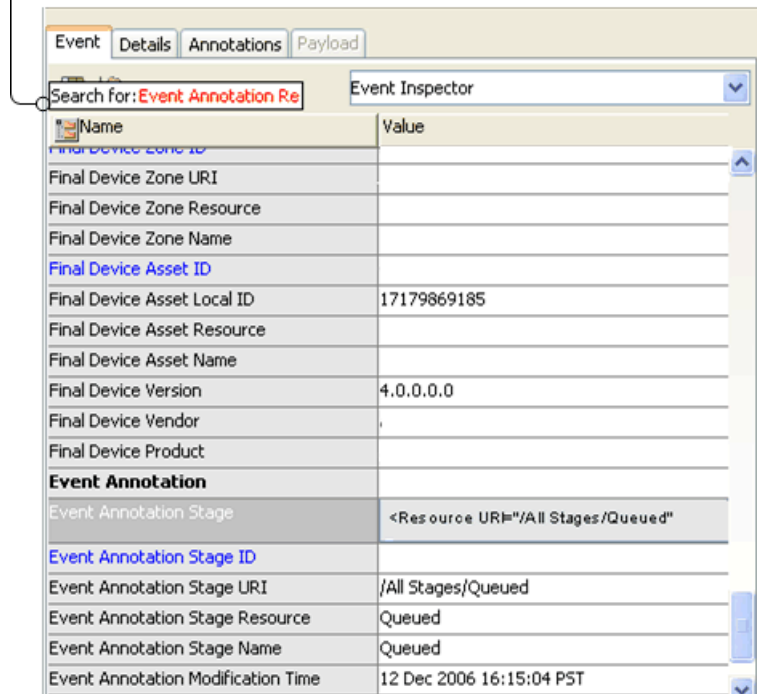 Event Details Annotations Payload
Search for:Event Annotation Re Event Inspector
Name Value
Final Device Zone ID
Final Device Zone URI
Final Device Zone Resource
Final Device Zone Name
Final Device Asset ID
Final Device Asset Local ID 17179869185
Final Device Asset Resource
Final Device Asset Name
Final Device Version 4.0.0.0.0
Final Device Vendor ,
Final Device Product
Event Annotation
Event Annotation Stage <Resource URI="/All Stages/Queued"
Event Annotation Stage ID
Event Annotation Stage URI /All Stages/Queued
Event Annotation Stage Resource Queued
Event Annotation Stage Name Queued
Event Annotation Modification Time 12 Dec 2006 16:15:04 PST